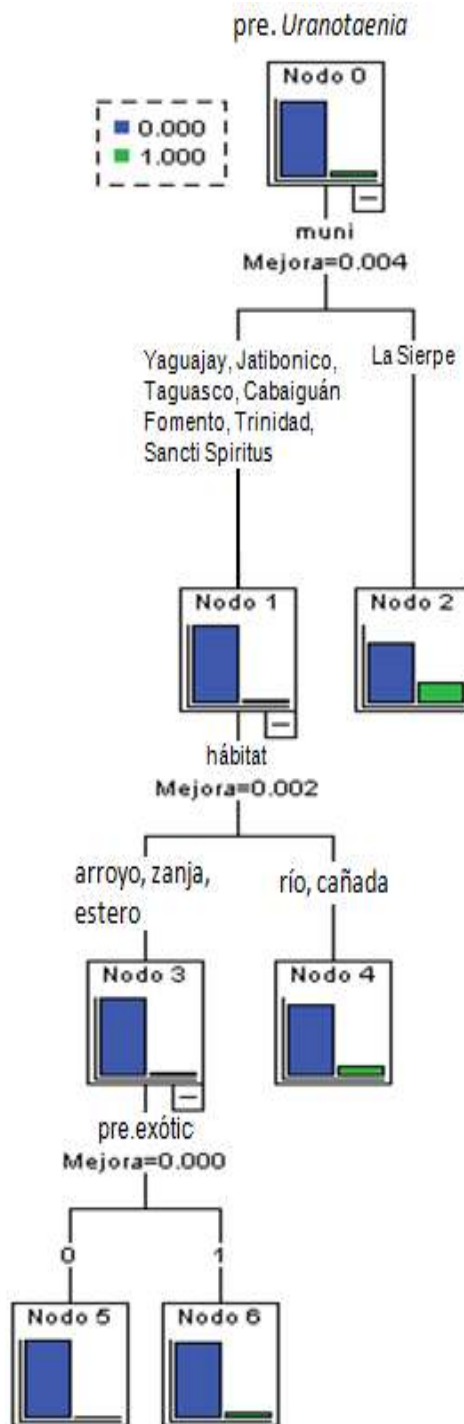 pre. Uranotaenia
Nodo 0
0.000
1.000
muni
Mejora=0.004
Yaguajay, Jatibonico,
Taguasco, Cabaiguán
Fomento, Trinidad,
Sancti Spiritus
La Sierpe
Nodo 1
Nodo 2
hábitat
Mejora=0.002
arroyo, zanja,
estero
río, cañada
Nodo 3
Nodo 4
pre.exótic
Mejora=0.000
0
1
Nodo 5
Nodo 6